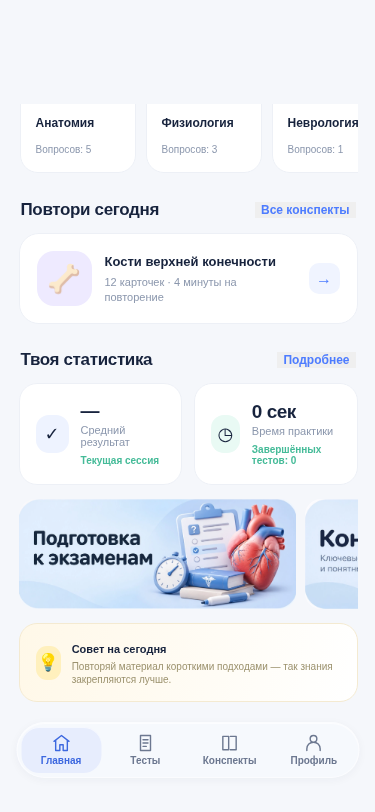 Анатомия
Физиология
Неврология
Вопросов: 5
Вопросов: 3
Вопросов: 1
Повтори сегодня
Все конспекты
Кости верхней конечности
12 карточек · 4 минуты на
повторение
→
Твоя статистика
Подробнее
—
Средний
результат
Текущая сессия
0 сек
Время практики
Завершённых
тестов: 0
Подготовка
к экзаменам
Кон
Ключевы
и понятн
Совет на сегодня
Повторяй материал короткими подходами — так знания
закрепляются лучше.
Главная
Тесты
Конспекты
Профиль